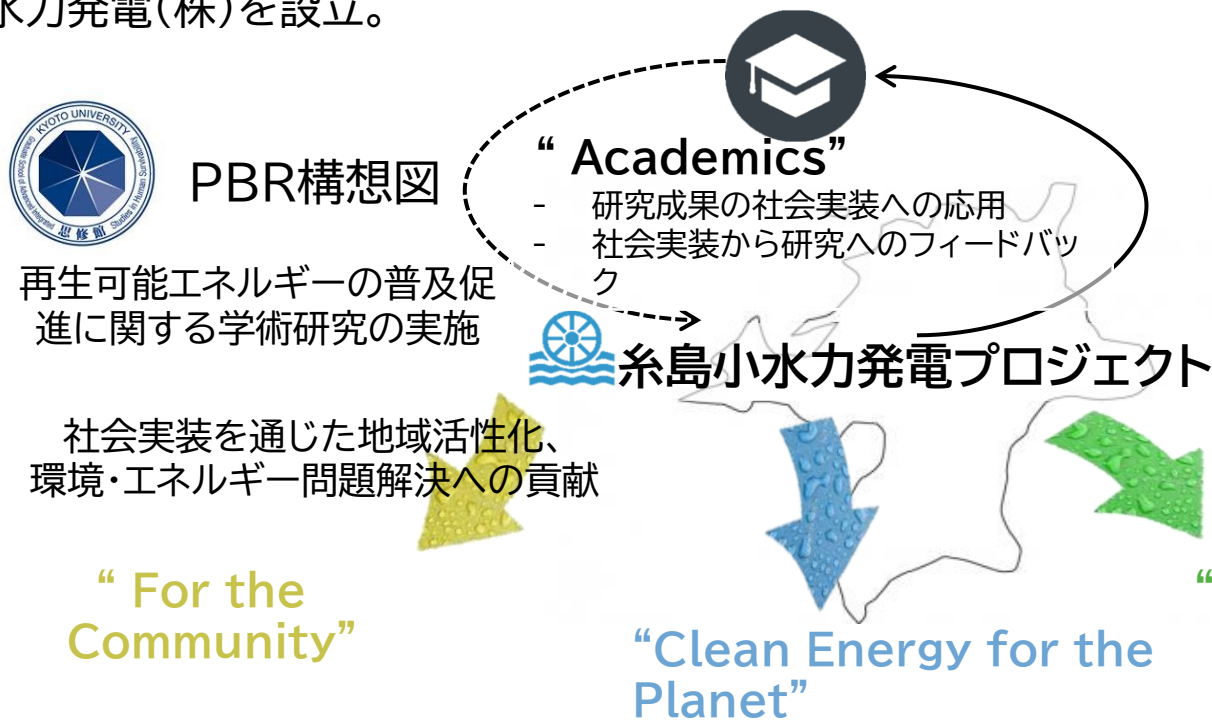 水力発電(株)を設立。
KYOTO UNIVERSITY
PBR構想図
“ Academics”
- 研究成果の社会実装への応用
- 社会実装から研究へのフィードバッ
ク
再生可能エネルギーの普及促
進に関する学術研究の実施
糸島小水力発電プロジェクト
社会実装を通じた地域活性化、
環境・エネルギー問題解決への貢献
“ For the
Community”
“Clean Energy for the
Planet”
“